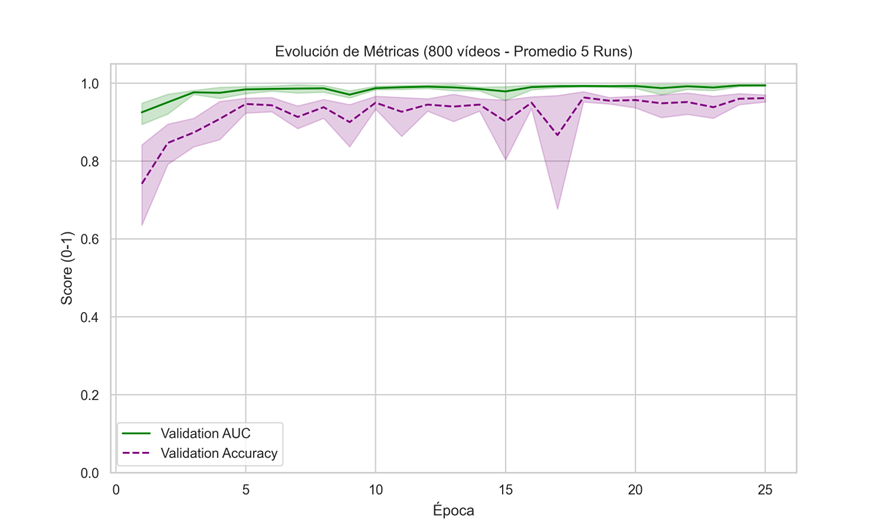 Evolución de Métricas (800 vídeos - Promedio 5 Runs)
Score (0-1)
1.0
0.8
0.6
0.4
0.2
0.0
Validation AUC
Validation Accuracy
0 5 10 15 20 25
Época